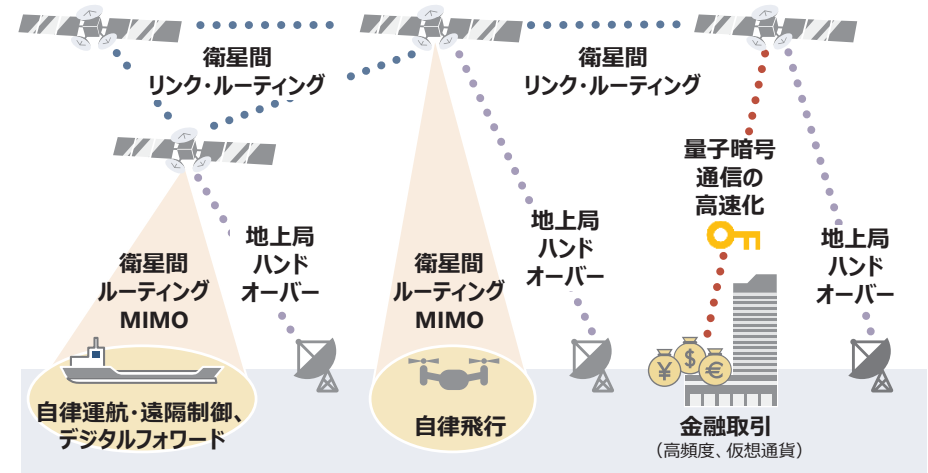 衛星間
リンク・ルーティング
衛星間
リンク・ルーティング
量子暗号
通信の
高速化
衛星間
ルーティング
MIMO
地上局
ハンド
オーバー
衛星間
ルーティング
MIMO
地上局
ハンド
オーバー
地上局
ハンド
オーバー
¥
$
€
自律運航・遠隔制御、
デジタルフォワード
自律飛行
金融取引
（高頻度、仮想通貨）